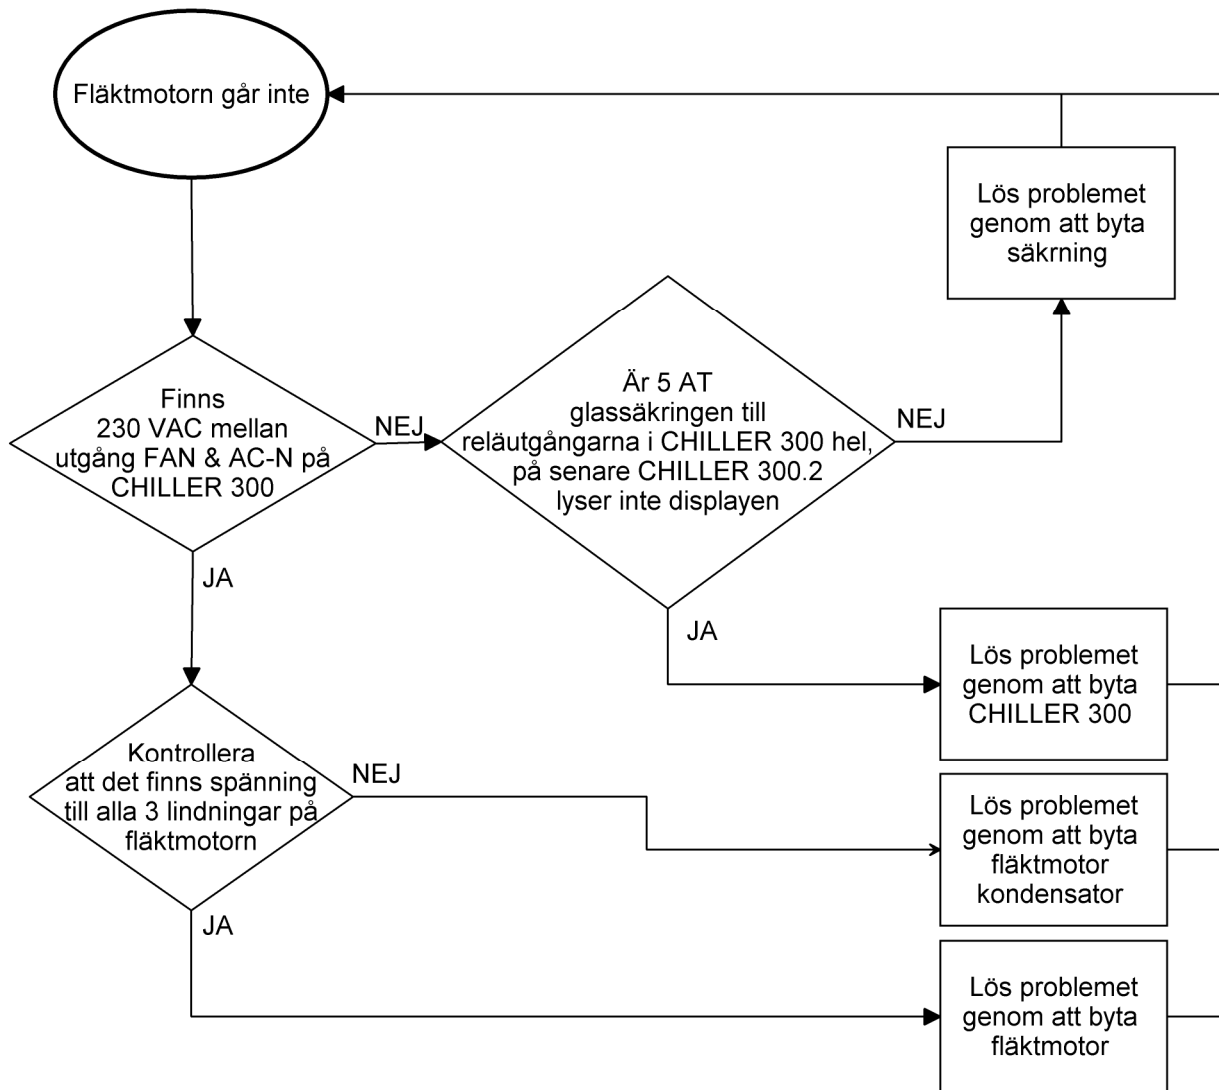 Fläktmotorn går inte
Lös problemet
genom att byta
säkrning
Finns
230 VAC mellan
utgång FAN & AC-N på
CHILLER 300
NEJ
Är 5 AT
glassäkringen till
reläutgångarna i CHILLER 300 hel,
på senare CHILLER 300.2
lyser inte displayen
NEJ
JA
JA
Lös problemet
genom att byta
CHILLER 300
Kontrollera
att det finns spänning
till alla 3 lindningar på
fläktmotorn
NEJ
Lös problemet
genom att byta
fläktmotor
kondensator
JA
Lös problemet
genom att byta
fläktmotor